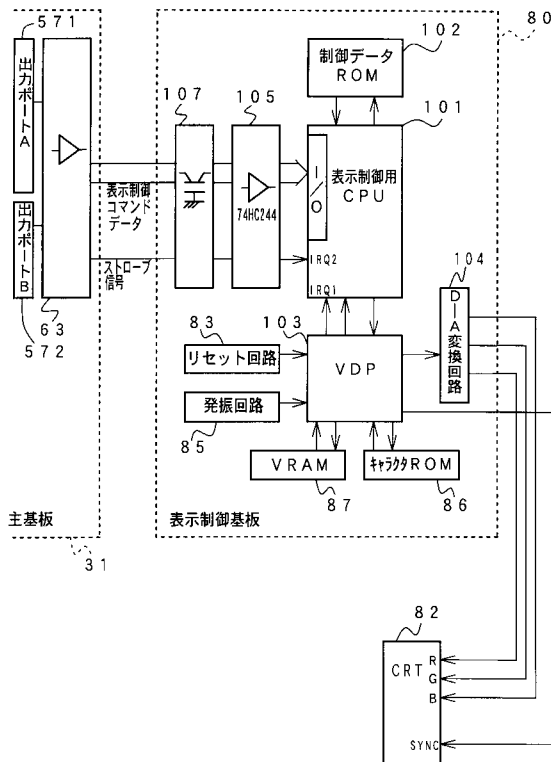 571
80
出力ポートA
107
105
制御データ
ROM
102
101
I/O
表示制御用
CPU
表示制御
コマンド
データ
74HC244
ストローブ
信号
IRQ2
IRQ1
出力ポートB
63
572
83
103
104
リセット回路
VDP
D-A変換回路
発振回路
85
VRAM
87
キャラクタROM
86
主基板
表示制御基板
31
82
CRT
R
G
B
SYNC